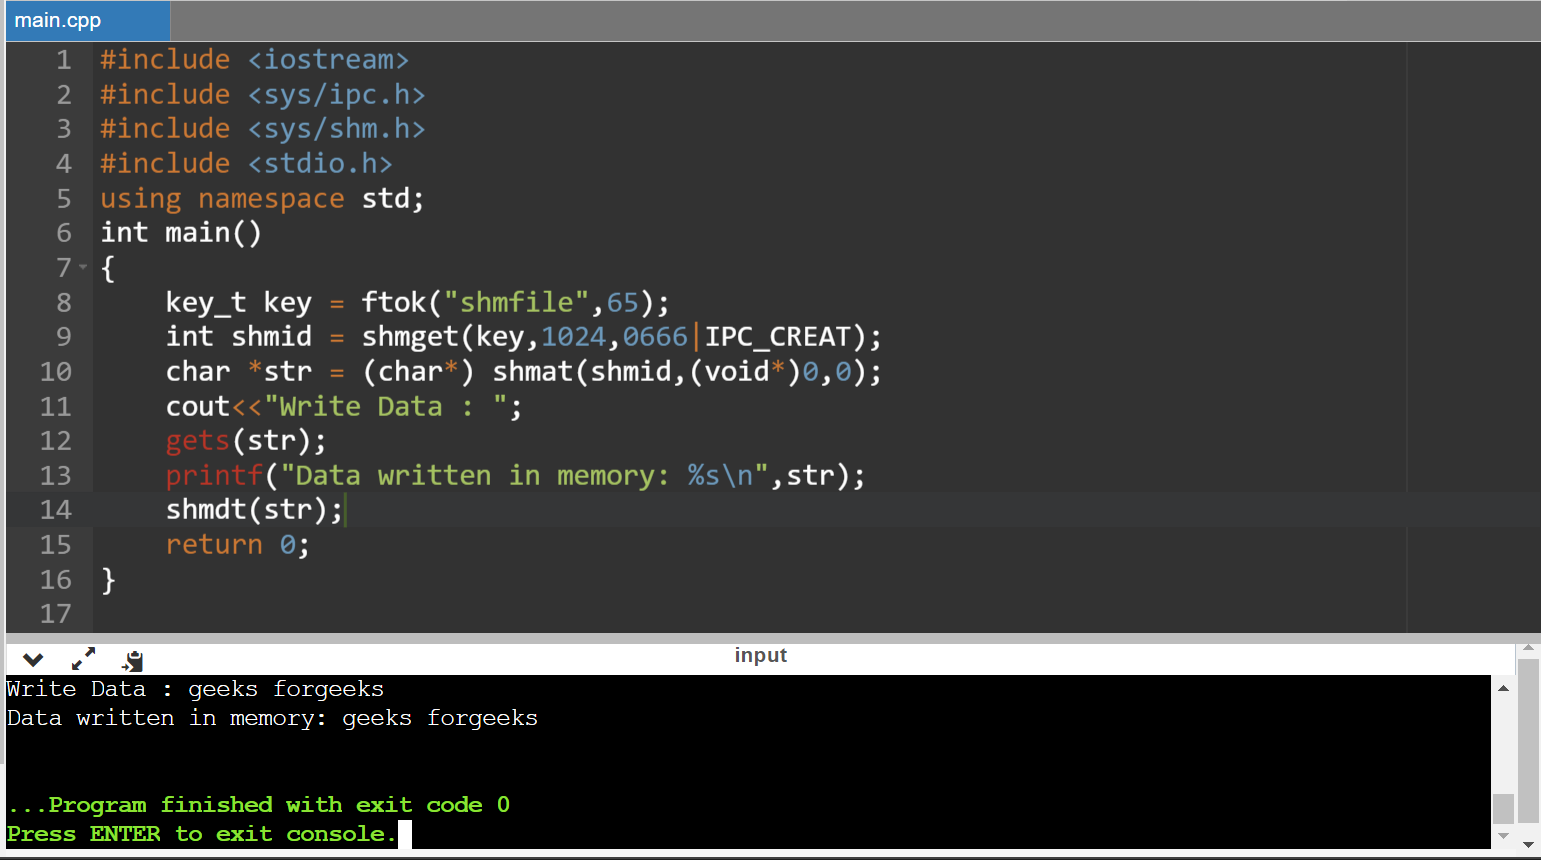 main.cpp
1 #include <iostream>
2 #include <sys/ipc.h>
3 #include <sys/shm.h>
4 #include <stdio.h>
5 using namespace std;
6 int main()
7 {
8     key_t key = ftok("shmfile",65);
9     int shmid = shmget(key,1024,0666|IPC_CREAT);
10     char *str = (char*) shmat(shmid,(void*)0,0);
11     cout<<"Write Data : ";
12     gets(str);
13     printf("Data written in memory: %s\n",str);
14     shmdt(str);
15     return 0;
16 }
17
input
Write Data : geeks forgeeks
Data written in memory: geeks forgeeks
...Program finished with exit code 0
Press ENTER to exit console.